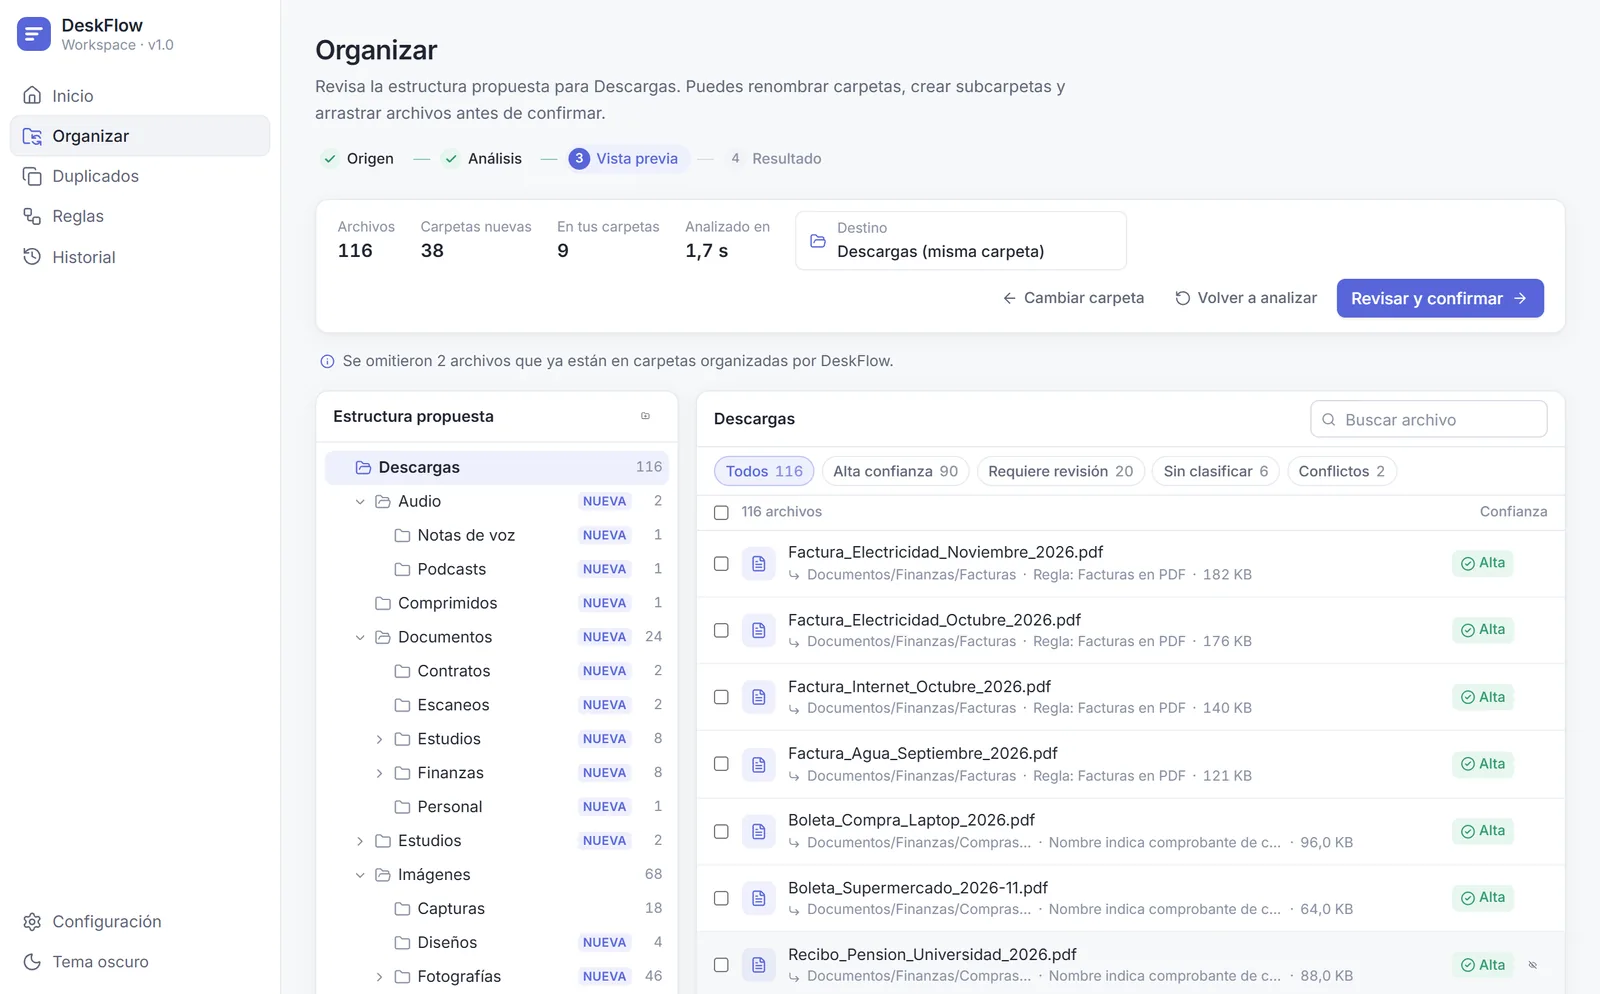 DeskFlow
Workspace · v1.0
Inicio
Organizar
Duplicados
Reglas
Historial
Configuración
Tema oscuro
Organizar
Revisa la estructura propuesta para Descargas. Puedes renombrar carpetas, crear subcarpetas y
arrastrar archivos antes de confirmar.
Origen
Análisis
3 Vista previa
4 Resultado
Archivos
116
Carpetas nuevas
38
En tus carpetas
9
Analizado en
1,7 s
Destino
Descargas (misma carpeta)
Cambiar carpeta
Volver a analizar
Revisar y confirmar
Se omitieron 2 archivos que ya están en carpetas organizadas por DeskFlow.
Estructura propuesta
Descargas 116
Audio NUEVA 2
Notas de voz NUEVA 1
Podcasts NUEVA 1
Comprimidos NUEVA 1
Documentos NUEVA 24
Contratos NUEVA 2
Escaneos NUEVA 2
Estudios NUEVA 8
Finanzas NUEVA 8
Personal NUEVA 1
Estudios NUEVA 2
Imágenes 68
Capturas 18
Diseños NUEVA 4
Fotografías NUEVA 46
Descargas
Buscar archivo
Todos 116
Alta confianza 90
Requiere revisión 20
Sin clasificar 6
Conflictos 2
116 archivos
Confianza
Factura_Electricidad_Noviembre_2026.pdf
Documentos/Finanzas/Facturas · Regla: Facturas en PDF · 182 KB
Alta
Factura_Electricidad_Octubre_2026.pdf
Documentos/Finanzas/Facturas · Regla: Facturas en PDF · 176 KB
Alta
Factura_Internet_Octubre_2026.pdf
Documentos/Finanzas/Facturas · Regla: Facturas en PDF · 140 KB
Alta
Factura_Agua_Septiembre_2026.pdf
Documentos/Finanzas/Facturas · Regla: Facturas en PDF · 121 KB
Alta
Boleta_Compra_Laptop_2026.pdf
Documentos/Finanzas/Compras... · Nombre indica comprobante de c... · 96,0 KB
Alta
Boleta_Supermercado_2026-11.pdf
Documentos/Finanzas/Compras... · Nombre indica comprobante de c... · 64,0 KB
Alta
Recibo_Pension_Universidad_2026.pdf
Documentos/Finanzas/Compras... · Nombre indica comprobante de c... · 88,0 KB
Alta